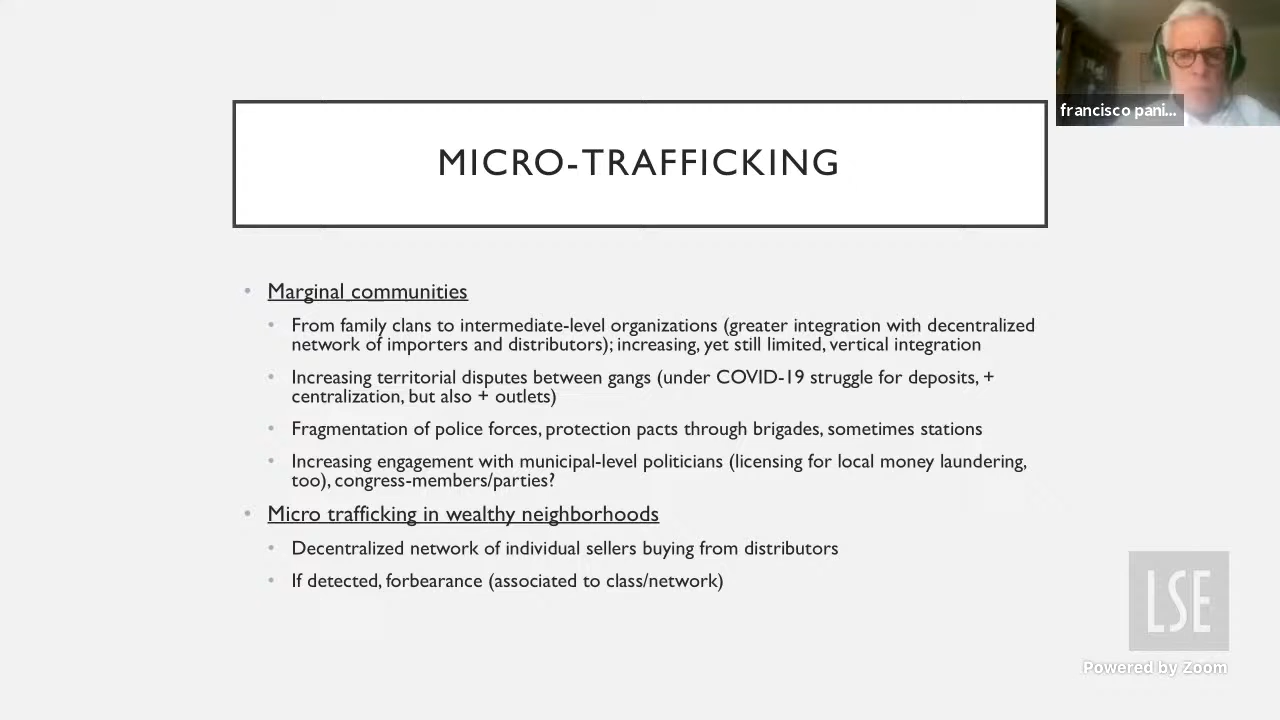 francisco pani...
MICRO-TRAFFICKING
• Marginal communities
• From family clans to intermediate-level organizations (greater integration with decentralized
network of importers and distributors); increasing, yet still limited, vertical integration
• Increasing territorial disputes between gangs (under COVID-19 struggle for deposits, +
centralization, but also + outlets)
• Fragmentation of police forces, protection pacts through brigades, sometimes stations
• Increasing engagement with municipal-level politicians (licensing for local money laundering,
too), congress-members/parties?
• Micro trafficking in wealthy neighborhoods
• Decentralized network of individual sellers buying from distributors
• If detected, forbearance (associated to class/network)
LSE
Powered by Zoom